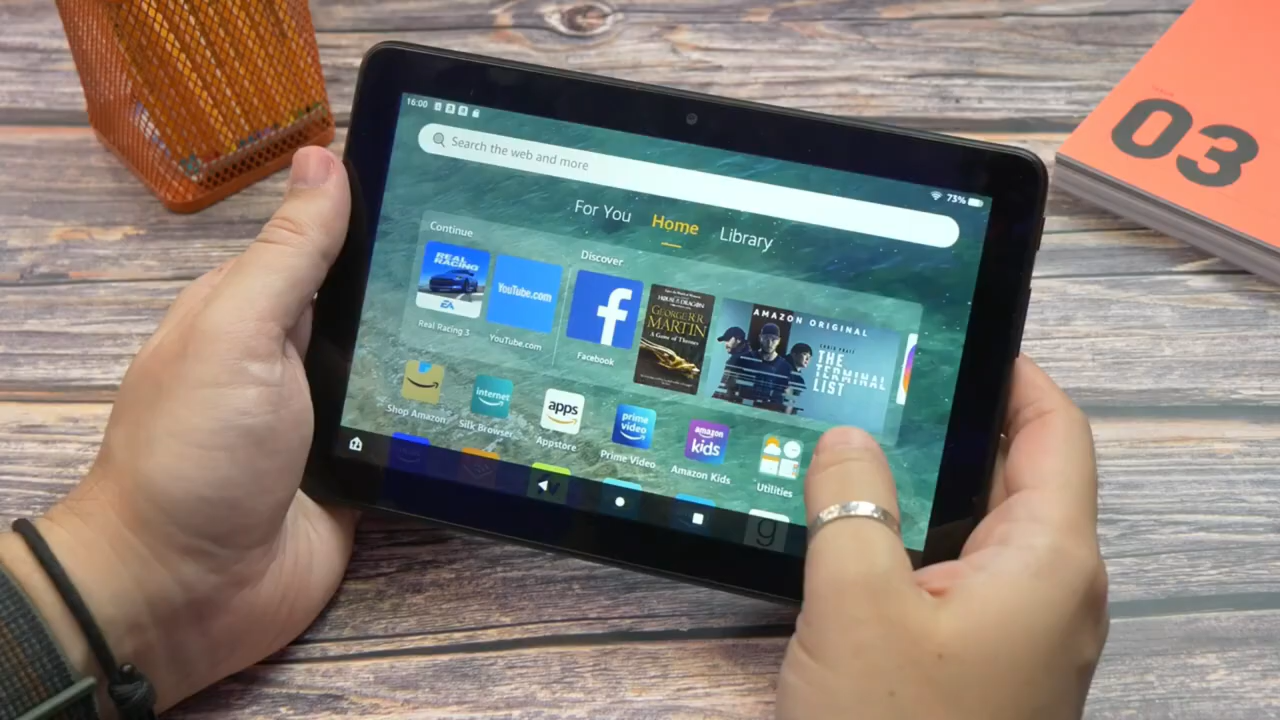 16:00
73%
Search the web and more
For You
Home
Library
Continue
Discover
REAL
RACING
EA
Real Racing 3
YouTube.com
YouTube.com
Facebook
HOUSE OF THE DRAGON
GEORGE R.R.
MARTIN
A Game of Thrones
AMAZON ORIGINAL
CHRIS PRATT
THE
TERMINAL
LIST
Shop Amazon
internet
Silk Browser
apps
Appstore
prime
video
Prime Video
amazon
kids
Amazon Kids
Utilities
g
03